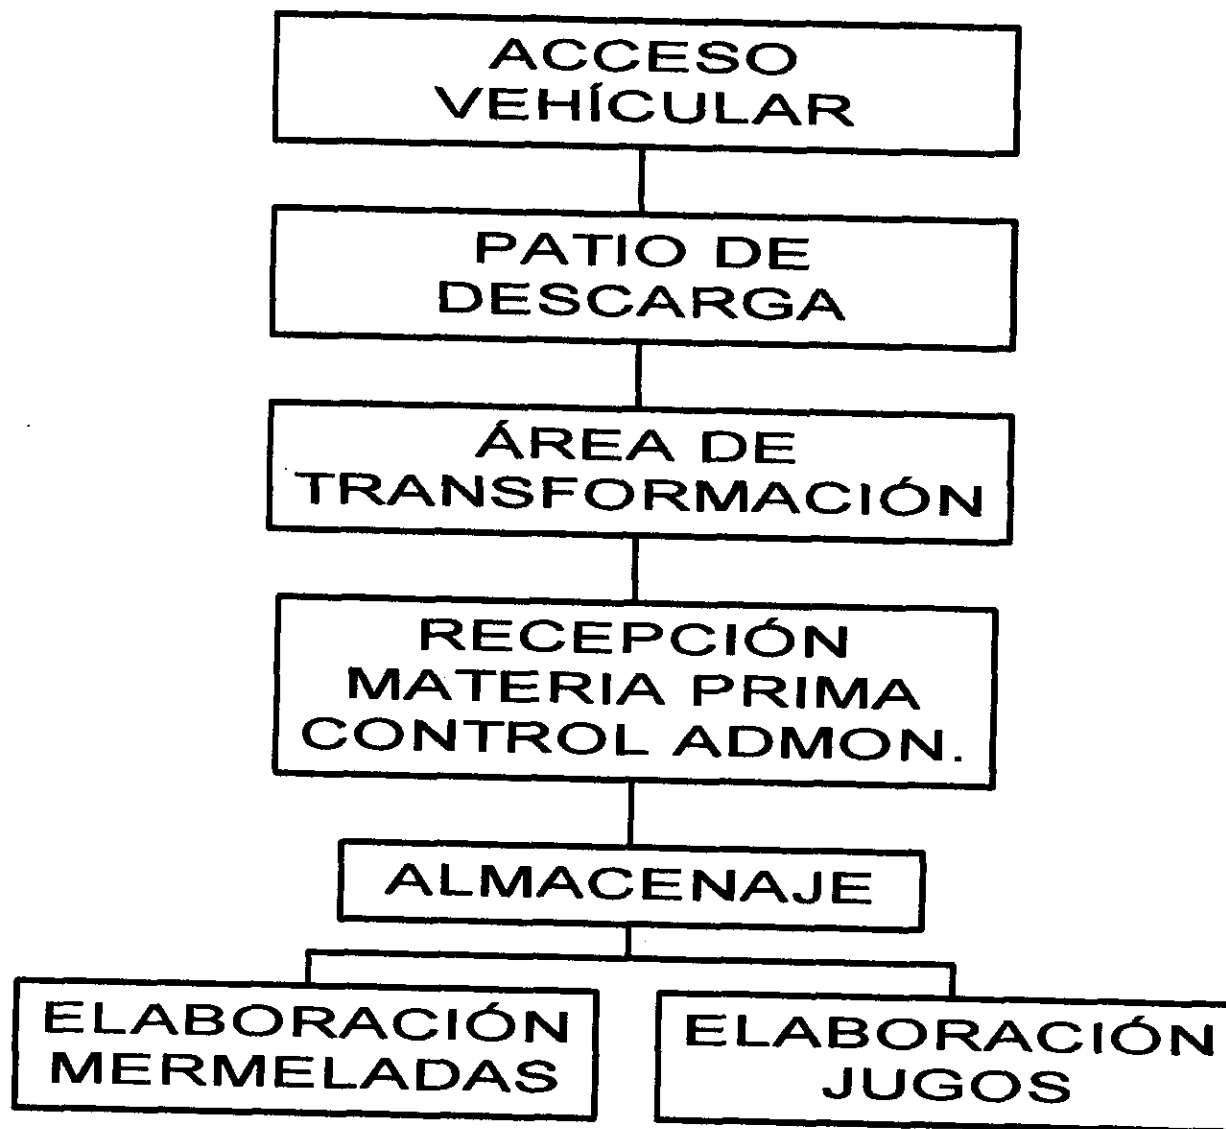 ACCESO
VEHÍCULAR
PATIO DE
DESCARGA
ÁREA DE
TRANSFORMACIÓN
RECEPCIÓN
MATERIA PRIMA
CONTROL ADMON.
ALMACENAJE
ELABORACIÓN
MERMELADAS
ELABORACIÓN
JUGOS